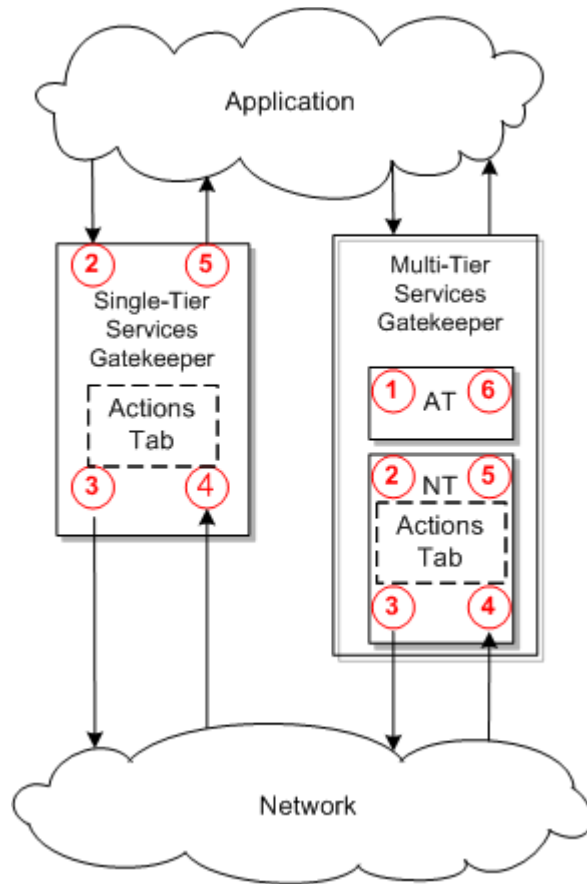 Application
2 5
Single-Tier
Services
Gatekeeper
Actions
Tab
3 4
Multi-Tier
Services
Gatekeeper
1 AT 6
2 NT 5
Actions
Tab
3 4
Network